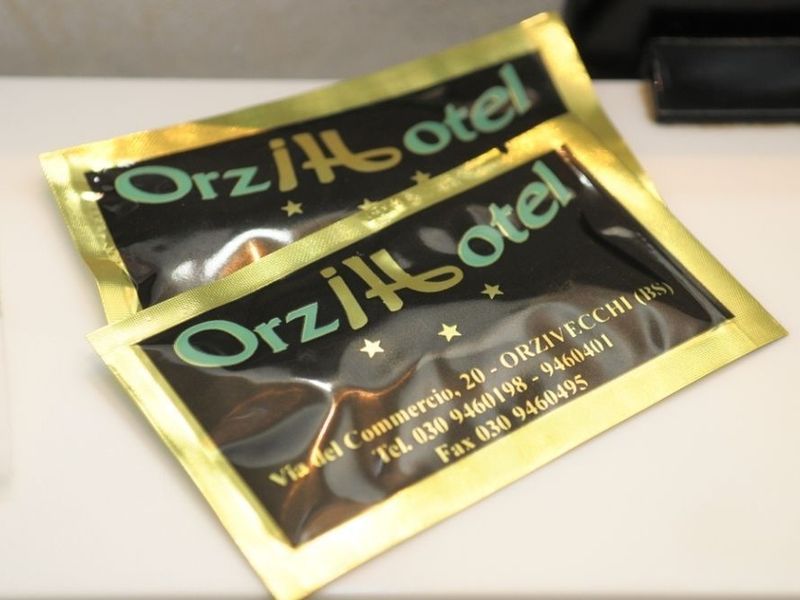 OrziHotel
OrziHotel
Via del Commercio, 20 - ORZIVECCHI (BS)
Tel. 030 9460198 - 9460401
Fax 030 9460495